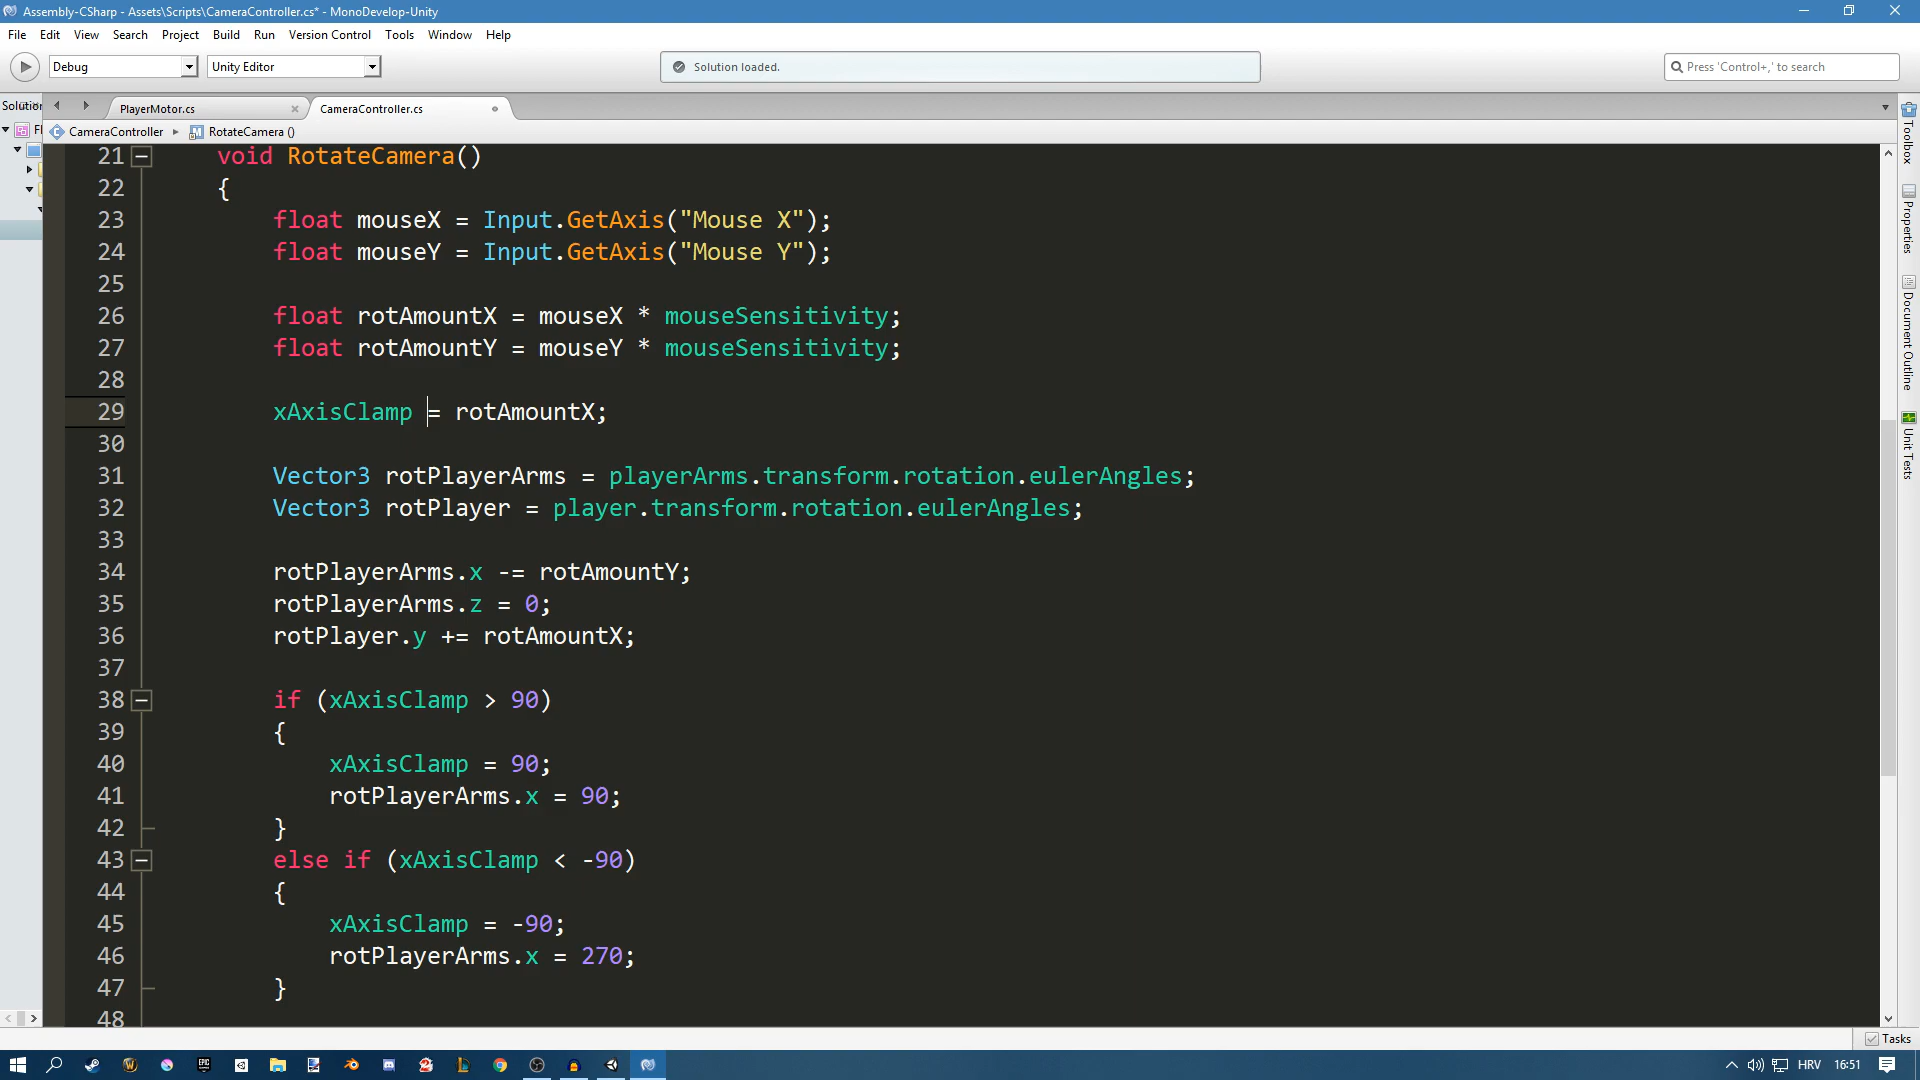 Assembly-CSharp - Assets\Scripts\CameraController.cs* - MonoDevelop-Unity
File Edit View Search Project Build Run Version Control Tools Window Help
Debug Unity Editor Solution loaded. Press 'Control+,' to search
PlayerMotor.cs CameraController.cs
CameraController RotateCamera ()
21 void RotateCamera()
22 {
23 float mouseX = Input.GetAxis("Mouse X");
24 float mouseY = Input.GetAxis("Mouse Y");
25
26 float rotAmountX = mouseX * mouseSensitivity;
27 float rotAmountY = mouseY * mouseSensitivity;
28
29 xAxisClamp = rotAmountX;
30
31 Vector3 rotPlayerArms = playerArms.transform.rotation.eulerAngles;
32 Vector3 rotPlayer = player.transform.rotation.eulerAngles;
33
34 rotPlayerArms.x -= rotAmountY;
35 rotPlayerArms.z = 0;
36 rotPlayer.y += rotAmountX;
37
38 if (xAxisClamp > 90)
39 {
40 xAxisClamp = 90;
41 rotPlayerArms.x = 90;
42 }
43 else if (xAxisClamp < -90)
44 {
45 xAxisClamp = -90;
46 rotPlayerArms.x = 270;
47 }
48
Toolbox
Properties
Document Outline
Unit Tests
Tasks
HRV 16:51